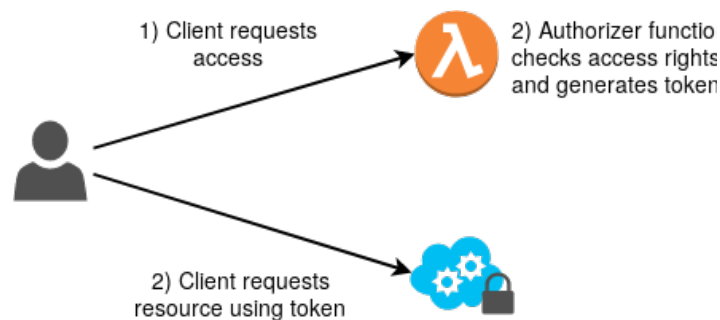 1) Client requests
access
2) Authorizer functio
checks access rights
and generates token
2) Client requests
resource using token